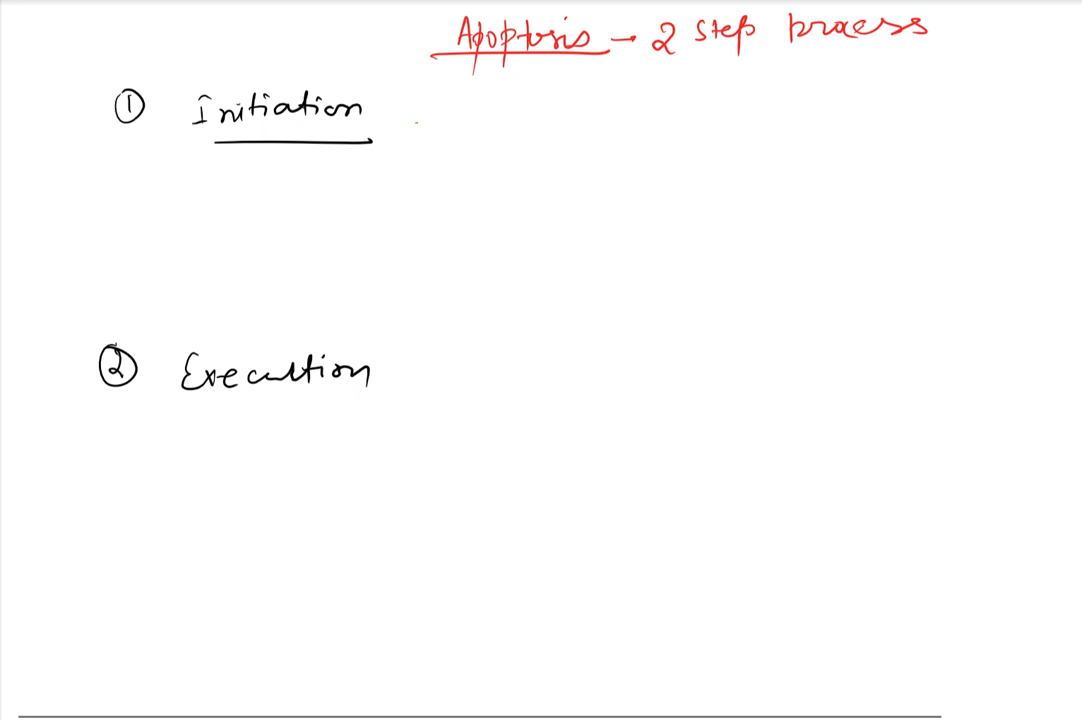 Apoptosis → 2 step process
① Initiation
② Execution